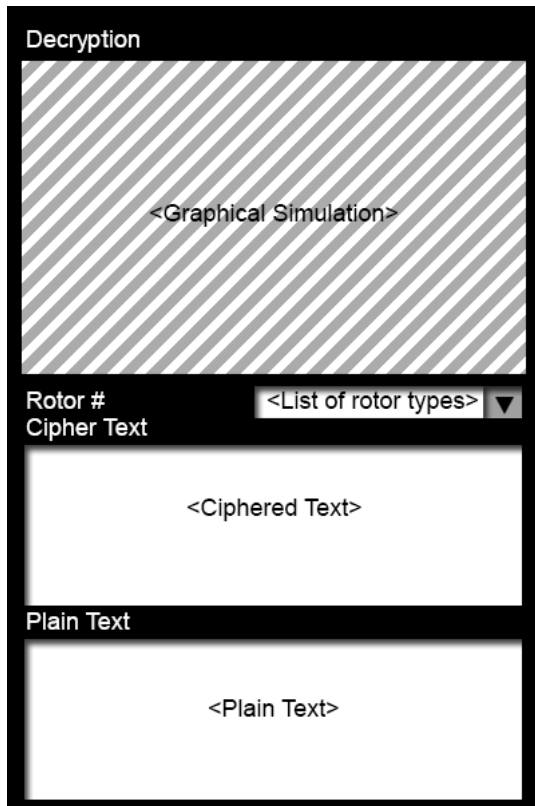 Decryption
<Graphical Simulation>
Rotor # <List of rotor types> ▼
Cipher Text
<Ciphered Text>
Plain Text
<Plain Text>